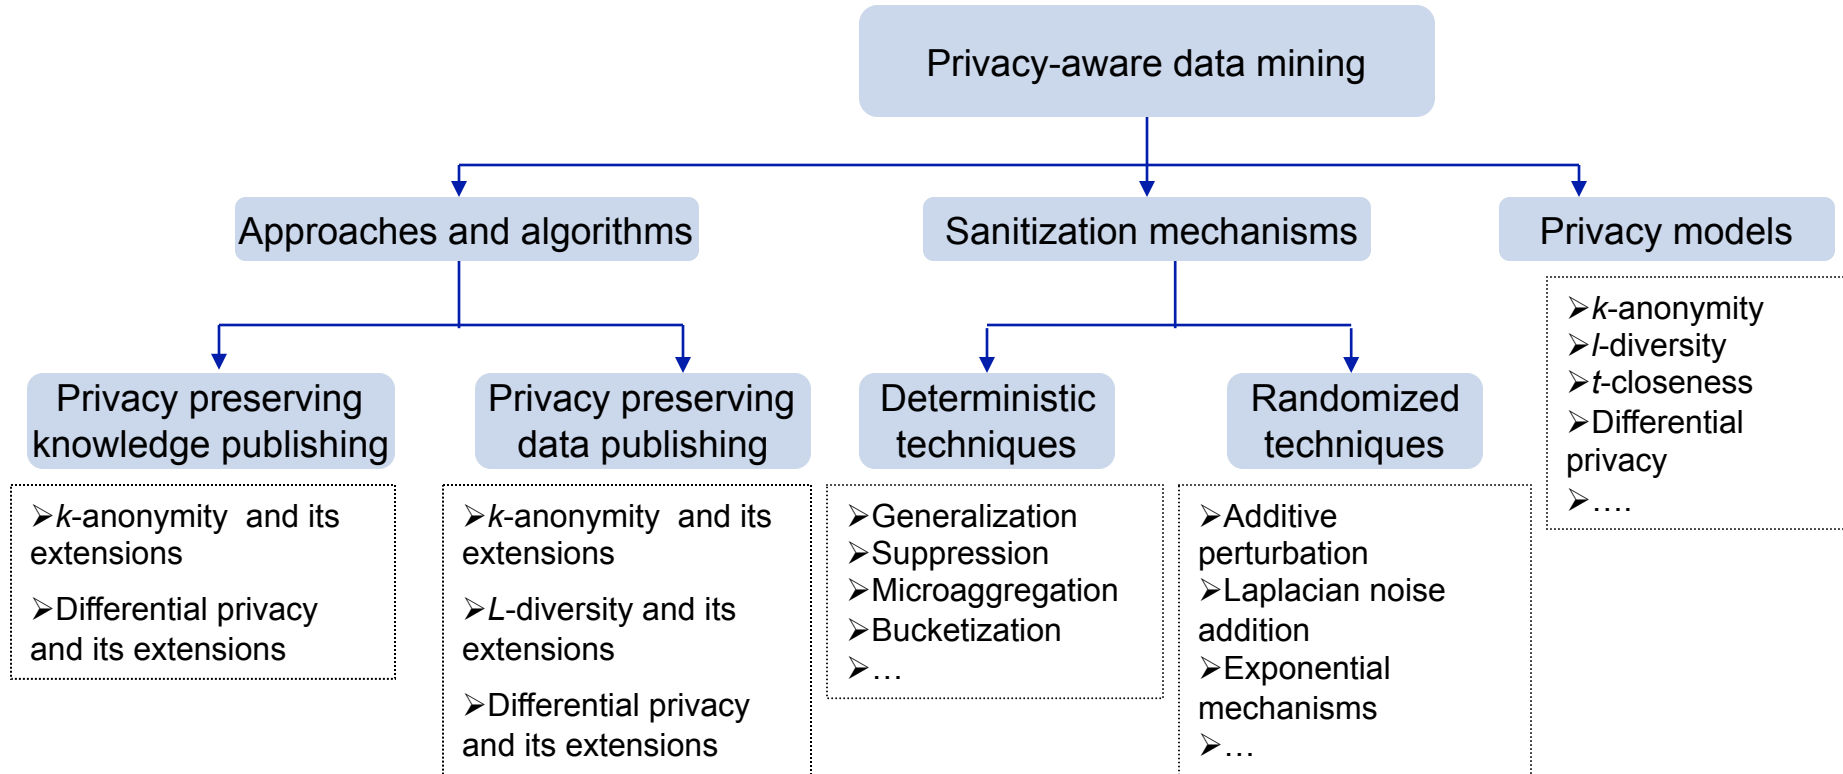 Privacy-aware data mining
Approaches and algorithms
Sanitization mechanisms
Privacy models
Privacy preserving
knowledge publishing
Privacy preserving
data publishing
Deterministic
techniques
Randomized
techniques
➢k-anonymity and its
extensions
➢Differential privacy
and its extensions
➢k-anonymity and its
extensions
➢L-diversity and its
extensions
➢Differential privacy
and its extensions
➢Generalization
➢Suppression
➢Microaggregation
➢Bucketization
➢…
➢Additive
perturbation
➢Laplacian noise
addition
➢Exponential
mechanisms
➢…
➢k-anonymity
➢l-diversity
➢t-closeness
➢Differential
privacy
➢….